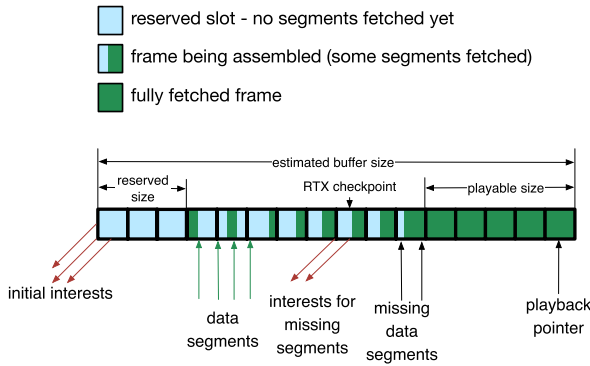 reserved slot - no segments fetched yet
frame being assembled (some segments fetched)
fully fetched frame
estimated buffer size
reserved
size
RTX checkpoint
playable size
initial interests
data
segments
interests for
missing
segments
missing
data
segments
playback
pointer